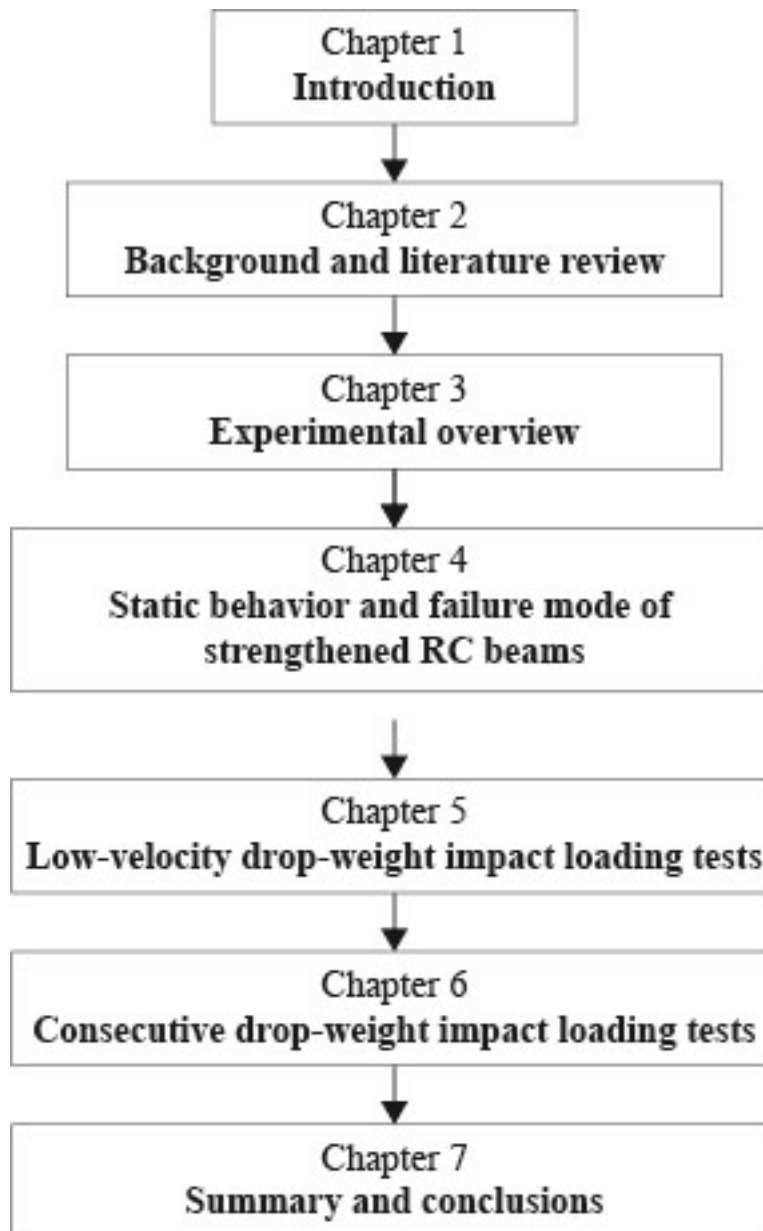 Chapter 1
Introduction
Chapter 2
Background and literature review
Chapter 3
Experimental overview
Chapter 4
Static behavior and failure mode of
strengthened RC beams
Chapter 5
Low-velocity drop-weight impact loading tests
Chapter 6
Consecutive drop-weight impact loading tests
Chapter 7
Summary and conclusions